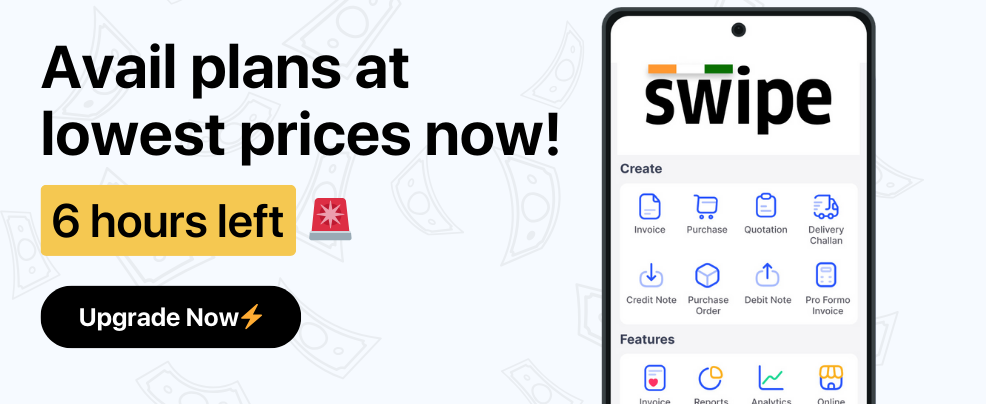 Avail plans at
lowest prices now!
6 hours left
Upgrade Now
swipe
Create
Invoice
Purchase
Quotation
Delivery
Challan
Credit Note
Purchase
Order
Debit Note
Pro Formo
Invoice
Features
Invoice
Reports
Analytics
Online